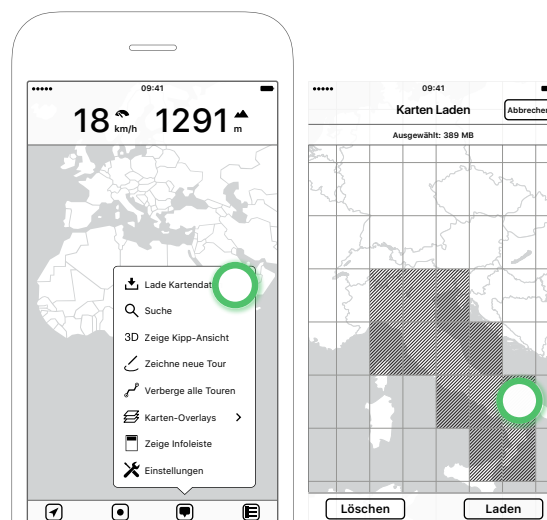 09:41
18 km/h 1291 m
Lade Kartendat
Suche
3D Zeige Kipp-Ansicht
Zeichne neue Tour
Verberge alle Touren
Karten-Overlays
Zeige Infoleiste
Einstellungen
09:41
Karten Laden Abbrechen
Ausgewählt: 389 MB
Löschen Laden